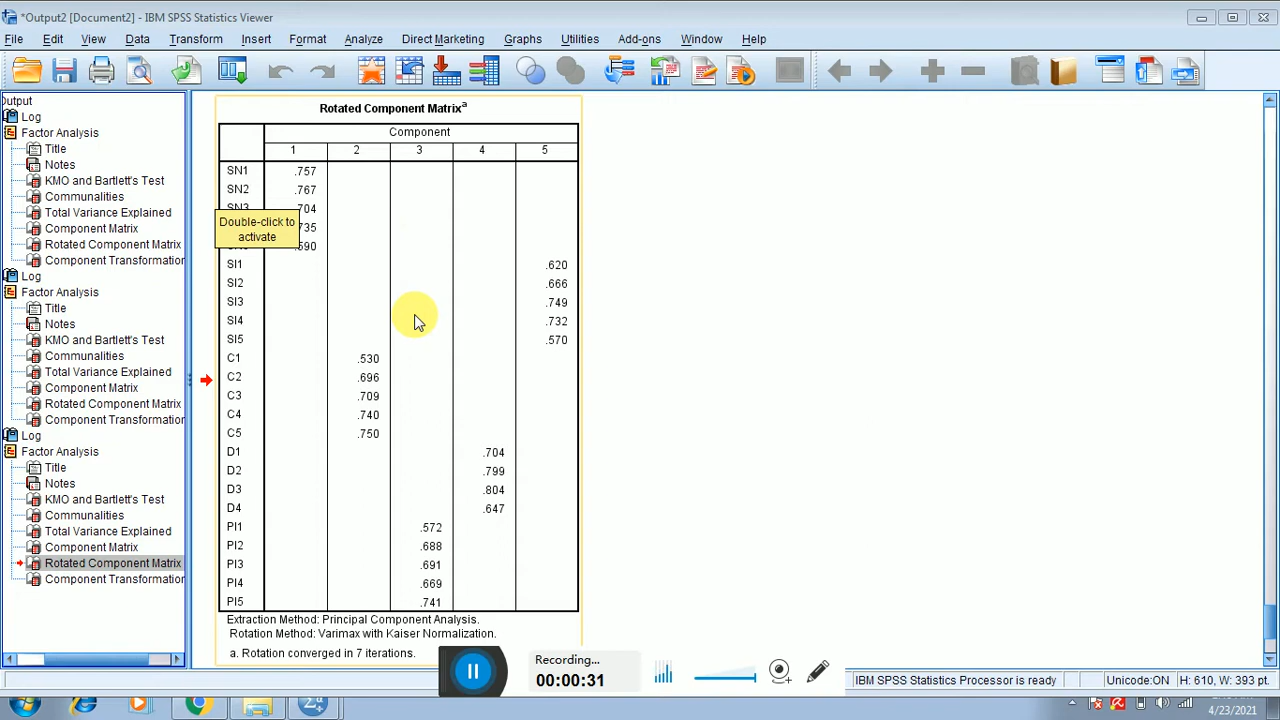 *Output2 [Document2] - IBM SPSS Statistics Viewer
File Edit View Data Transform Insert Format Analyze Direct Marketing Graphs Utilities Add-ons Window Help
Output
Log
Factor Analysis
Title
Notes
KMO and Bartlett's Test
Communalities
Total Variance Explained
Component Matrix
Rotated Component Matrix
Component Transformation
Log
Factor Analysis
Title
Notes
KMO and Bartlett's Test
Communalities
Total Variance Explained
Component Matrix
Rotated Component Matrix
Component Transformation
Log
Factor Analysis
Title
Notes
KMO and Bartlett's Test
Communalities
Total Variance Explained
Component Matrix
Rotated Component Matrix
Component Transformation
Rotated Component Matrixa
Component
1 2 3 4 5
SN1 .757
SN2 .767
SN3 .704
Double-click to
activate
.735
.590
SI1 .620
SI2 .666
SI3 .749
SI4 .732
SI5 .570
C1 .530
C2 .696
C3 .709
C4 .740
C5 .750
D1 .704
D2 .799
D3 .804
D4 .647
PI1 .572
PI2 .688
PI3 .691
PI4 .669
PI5 .741
Extraction Method: Principal Component Analysis.
Rotation Method: Varimax with Kaiser Normalization.
a. Rotation converged in 7 iterations.
Recording...
00:00:31
IBM SPSS Statistics Processor is ready Unicode:ON H: 610, W: 393 pt.
4/23/2021